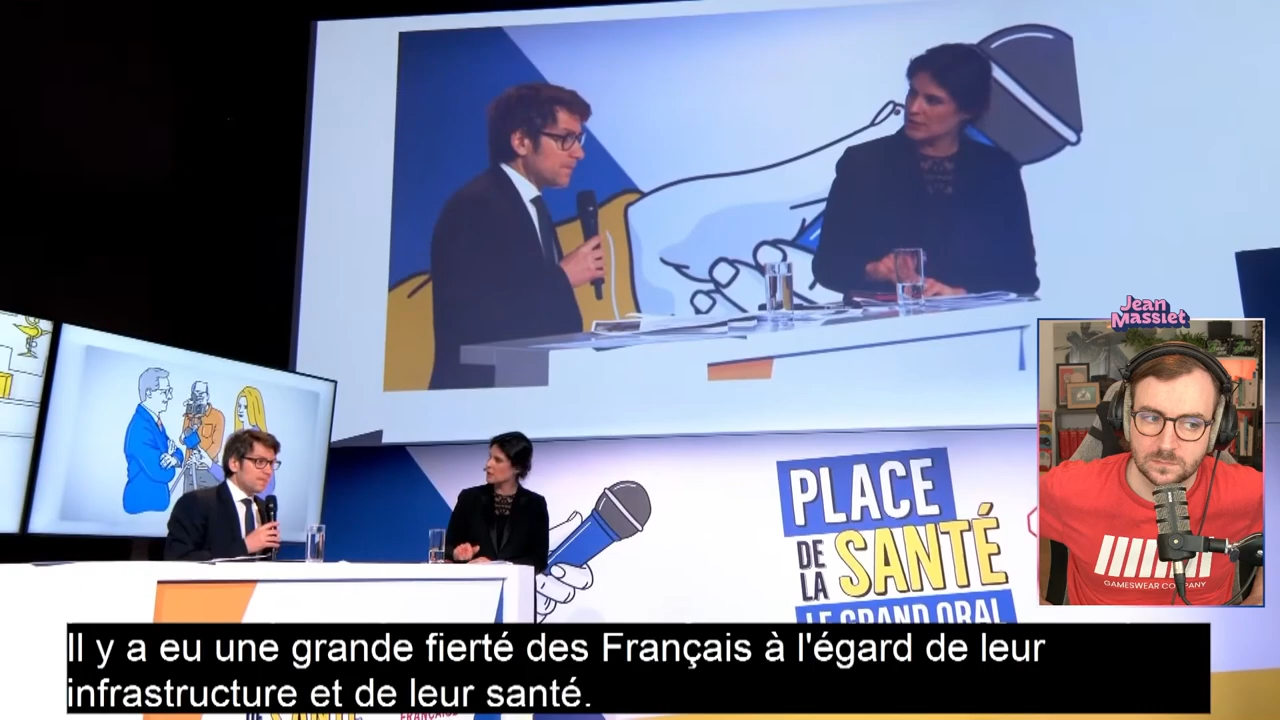 Jean
Massiet
PLACE
DE
LA
SANTÉ
LE GRAND ORAL
GAMESWEAR COMPANY
Il y a eu une grande fierté des Français à l'égard de leur
infrastructure et de leur santé.